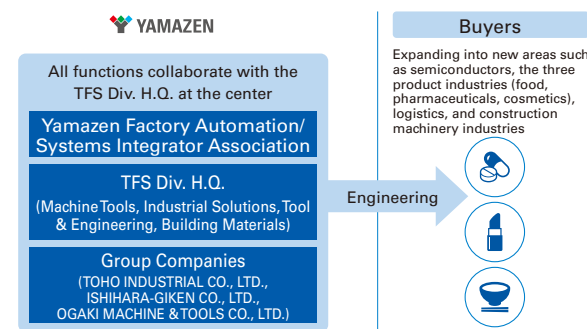 YAMAZEN
All functions collaborate with the
TFS Div. H.Q. at the center
Yamazen Factory Automation/
Systems Integrator Association
TFS Div. H.Q.
(Machine Tools, Industrial Solutions, Tool
& Engineering, Building Materials)
Group Companies
(TOHO INDUSTRIAL CO., LTD.,
ISHIHARA-GIKEN CO., LTD.,
OGAKI MACHINE & TOOLS CO., LTD.)
Engineering
Buyers
Expanding into new areas such
as semiconductors, the three
product industries (food,
pharmaceuticals, cosmetics),
logistics, and construction
machinery industries